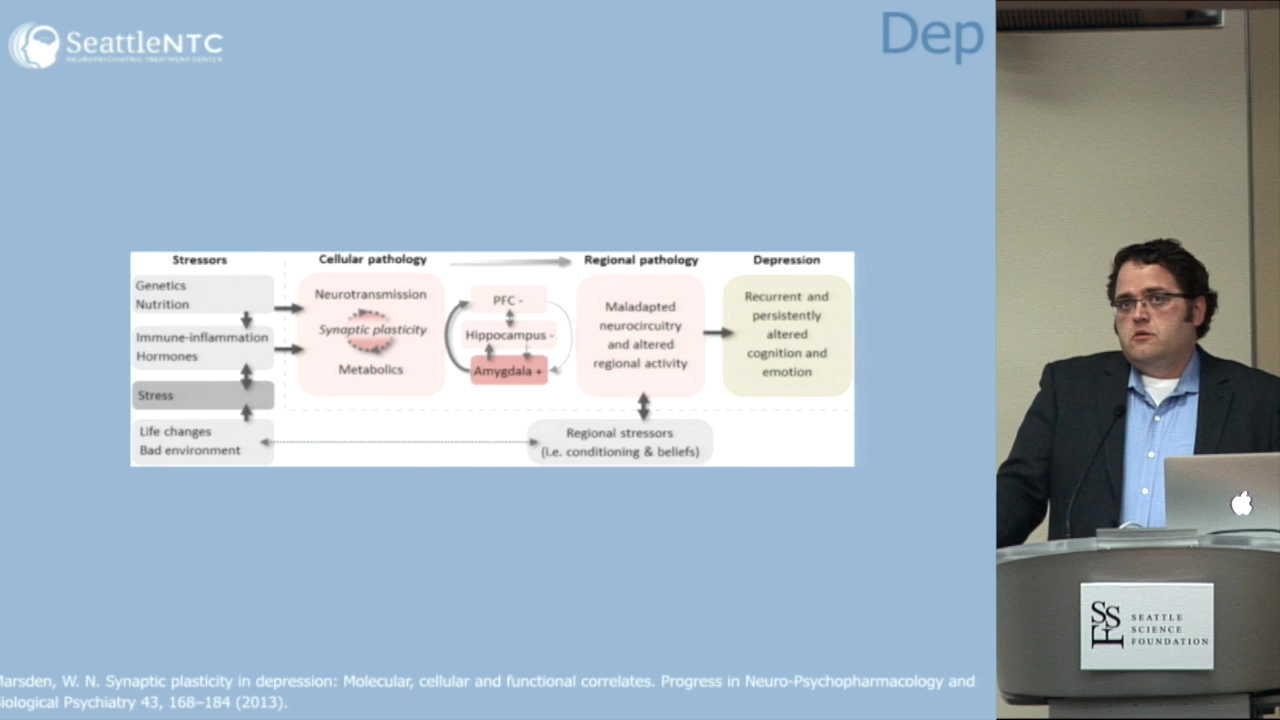 SeattleNTC
NEUROPSYCHIATRIC TREATMENT CENTER
Dep
Stressors
Cellular pathology
Regional pathology
Depression
Genetics
Nutrition
Immune-inflammation
Hormones
Stress
Life changes
Bad environment
Neurotransmission
Synaptic plasticity
Metabolics
PFC -
Hippocampus -
Amygdala +
Maladapted
neurocircuitry
and altered
regional activity
Recurrent and
persistently
altered
cognition and
emotion
Regional stressors
(i.e. conditioning & beliefs)
Marsden, W. N. Synaptic plasticity in depression: Molecular, cellular and functional correlates. Progress in Neuro-Psychopharmacology and
iological Psychiatry 43, 168–184 (2013).
SSF
SEATTLE
SCIENCE
FOUNDATION